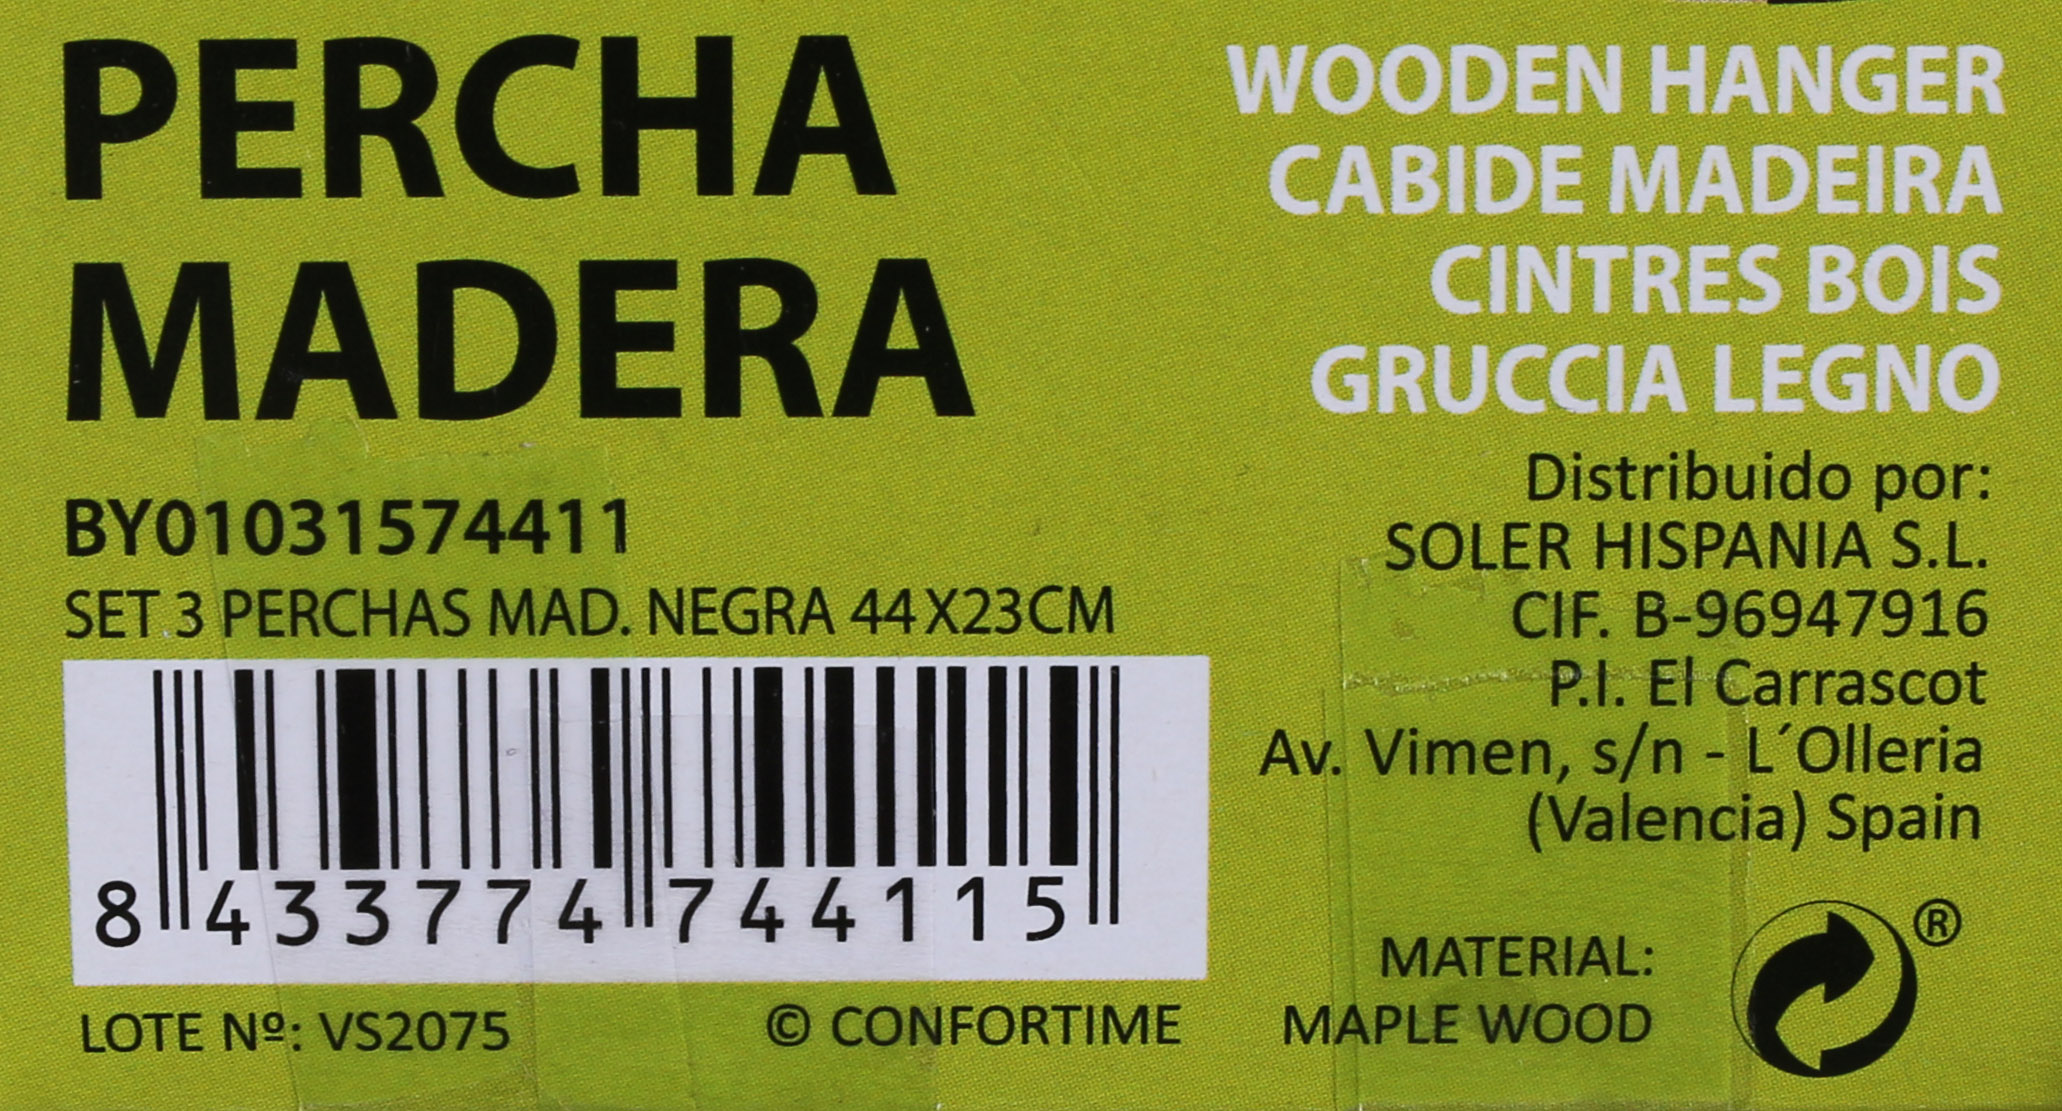 PERCHA
MADERA
BY01031574411
SET 3 PERCHAS MAD. NEGRA 44X23CM
8 433774 744115
LOTE Nº: VS2075
© CONFORTIME
WOODEN HANGER
CABIDE MADEIRA
CINTRES BOIS
GRUCCIA LEGNO
Distribuido por:
SOLER HISPANIA S.L.
CIF. B-96947916
P.I. El Carrascot
Av. Vimen, s/n - L´Olleria
(Valencia) Spain
MATERIAL:
MAPLE WOOD
®